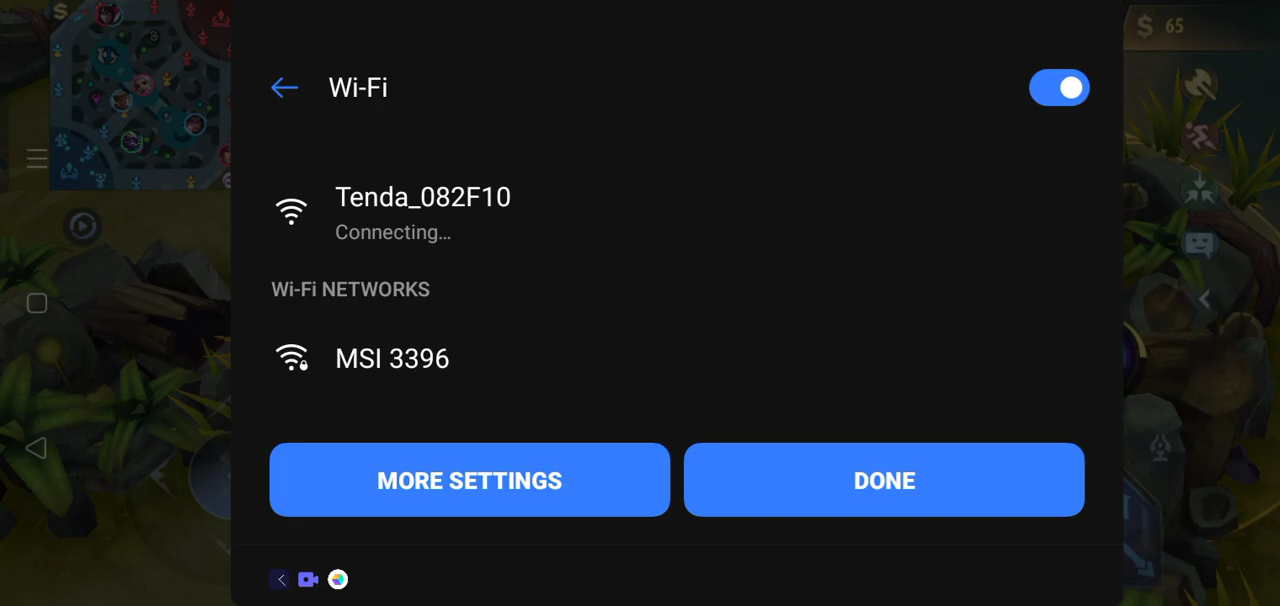 $
$ 65
Wi-Fi
Tenda_082F10
Connecting...
Wi-Fi NETWORKS
MSI 3396
MORE SETTINGS
DONE